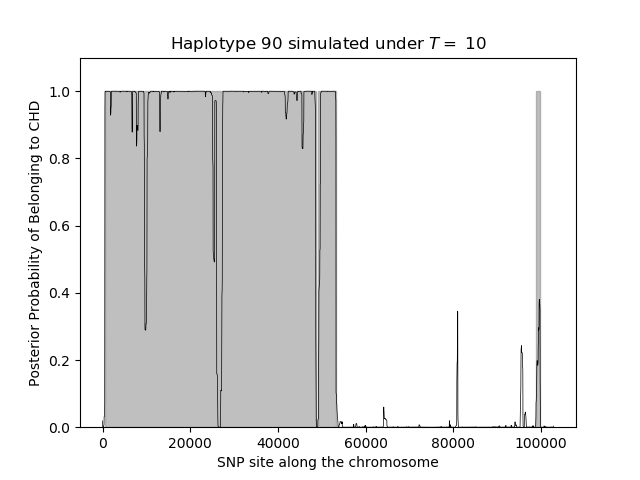 Haplotype 90 simulated under T = 10
Posterior Probability of Belonging to CHD
1.0
0.8
0.6
0.4
0.2
0.0
0 20000 40000 60000 80000 100000
SNP site along the chromosome